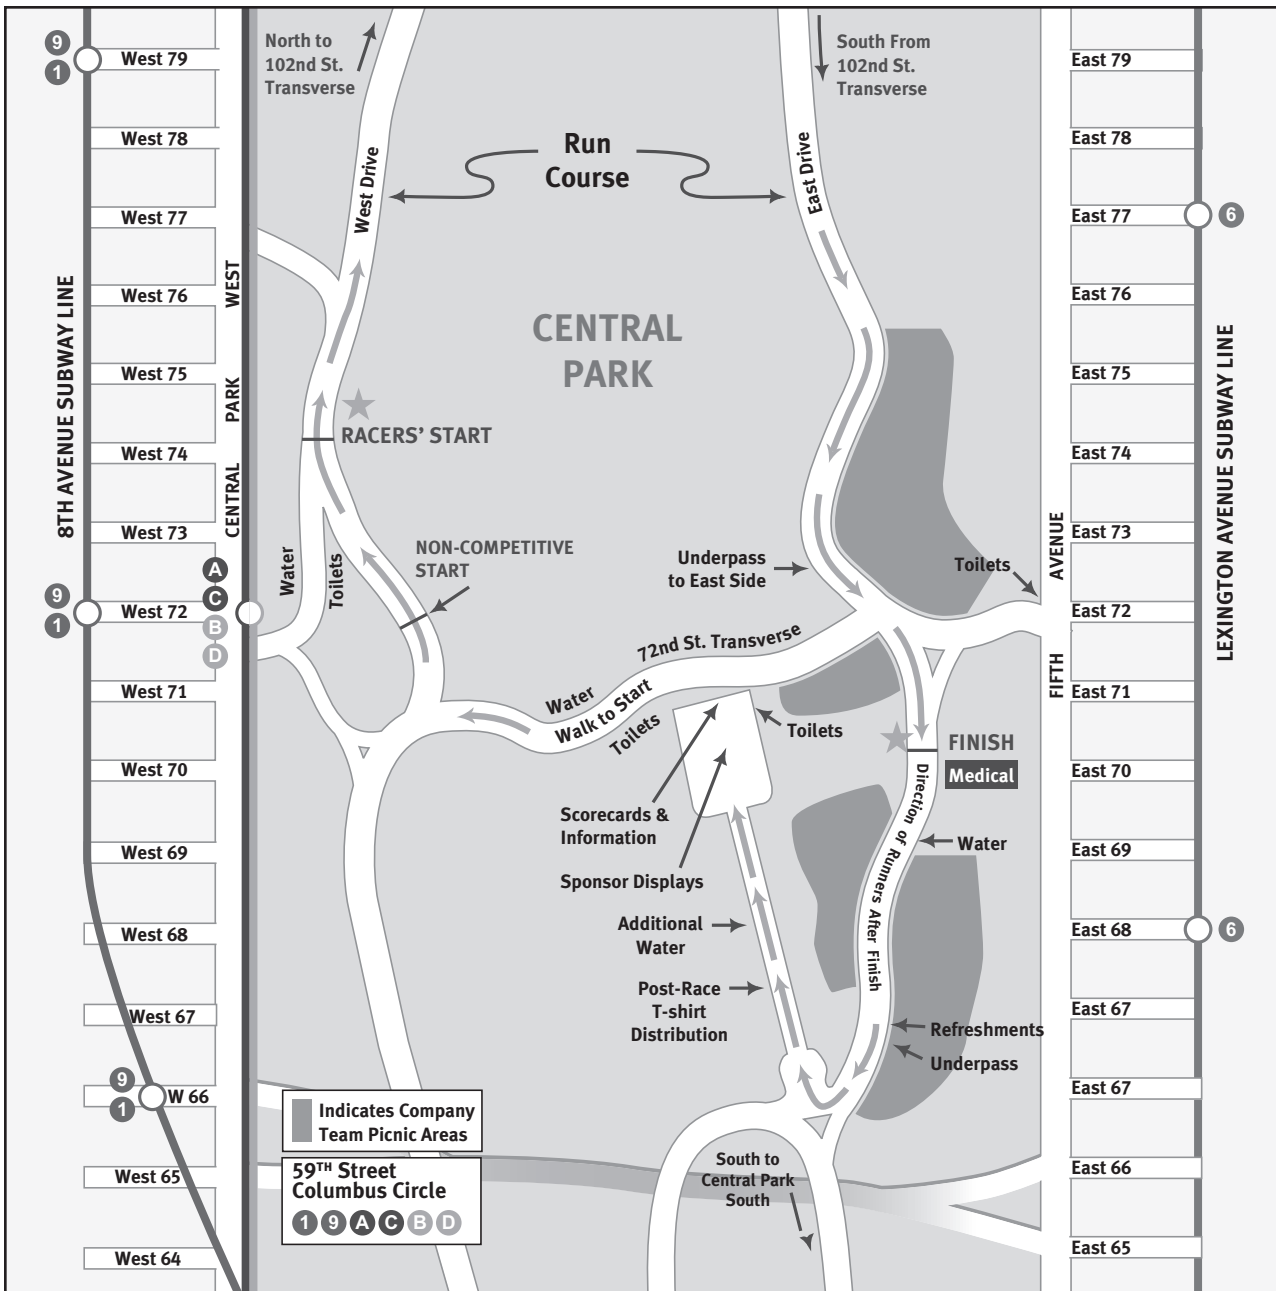 9
1
West 79
West 78
West 77
West 76
West 75
West 74
West 73
9
1
West 72
West 71
West 70
West 69
West 68
West 67
9
1
W 66
West 65
West 64
8TH AVENUE SUBWAY LINE
CENTRAL PARK WEST
A
C
B
D
North to
102nd St.
Transverse
South From
102nd St.
Transverse
Run
Course
West Drive
East Drive
CENTRAL
PARK
RACERS’ START
NON-COMPETITIVE
START
Water
Toilets
Underpass
to East Side
Toilets
72nd St. Transverse
Water
Walk to Start
Toilets
Toilets
FINISH
Medical
Direction of Runners After Finish
Water
Scorecards &
Information
Sponsor Displays
Additional
Water
Post-Race
T-shirt
Distribution
Refreshments
Underpass
South to
Central Park
South
Indicates Company
Team Picnic Areas
59TH Street
Columbus Circle
1 9 A C B D
FIFTH AVENUE
East 79
East 78
East 77
6
East 76
East 75
East 74
East 73
East 72
East 71
East 70
East 69
East 68
6
East 67
East 67
East 66
East 65
LEXINGTON AVENUE SUBWAY LINE